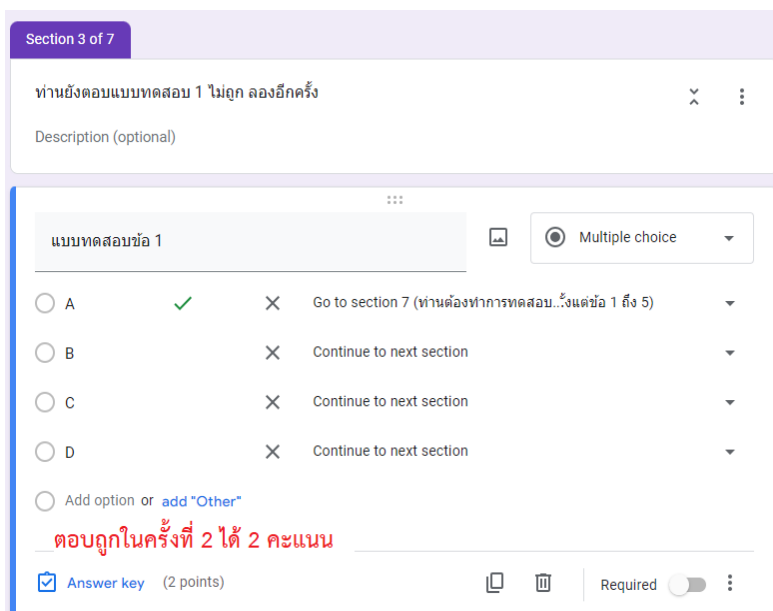 Section 3 of 7
ท่านยังตอบแบบทดสอบ 1 ไม่ถูก ลองอีกครั้ง
Description (optional)
แบบทดสอบข้อ 1
Multiple choice
A Go to section 7 (ท่านต้องทำการทดสอบ...ั้งแต่ข้อ 1 ถึง 5)
B Continue to next section
C Continue to next section
D Continue to next section
Add option or add "Other"
ตอบถูกในครั้งที่ 2 ได้ 2 คะแนน
Answer key (2 points) Required